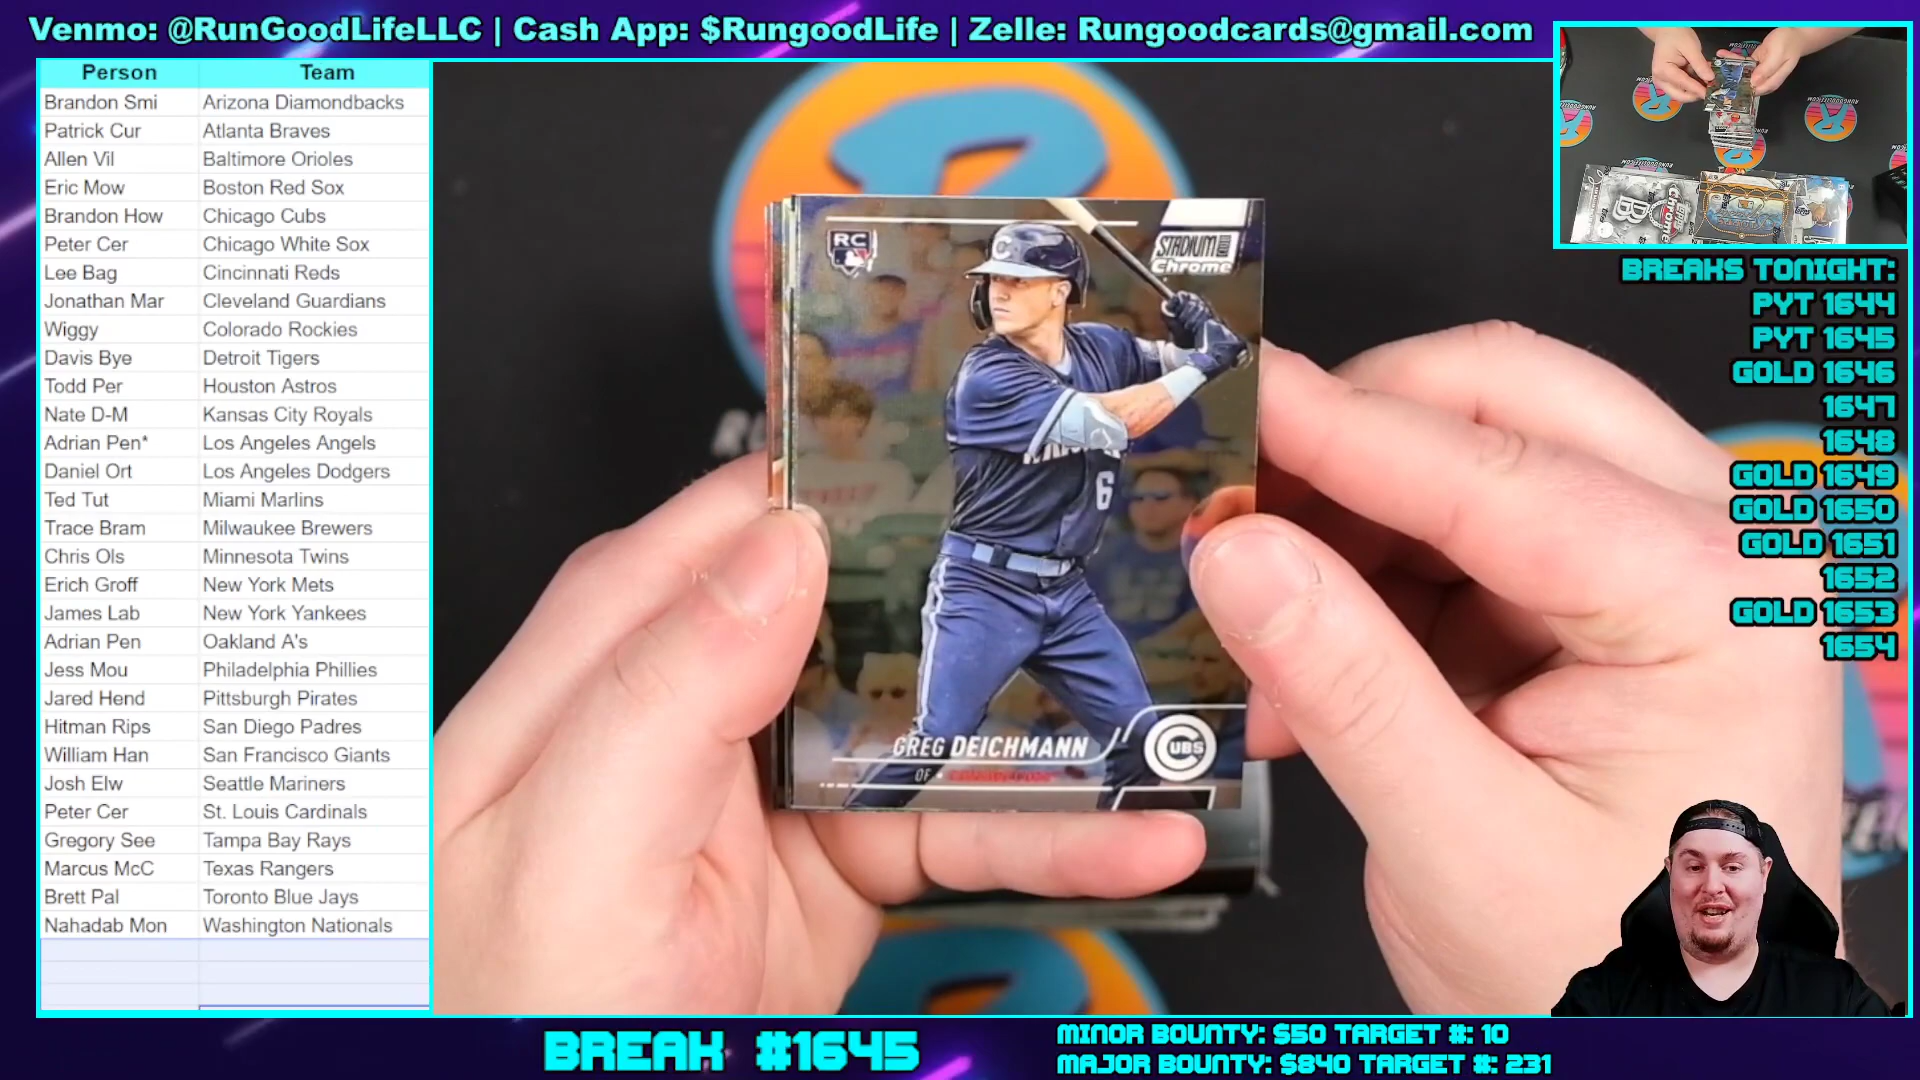 Venmo: @RunGoodLifeLLC | Cash App: $RungoodLife | Zelle: Rungoodcards@gmail.com
Person Team
Brandon Smi Arizona Diamondbacks
Patrick Cur Atlanta Braves
Allen Vil Baltimore Orioles
Eric Mow Boston Red Sox
Brandon How Chicago Cubs
Peter Cer Chicago White Sox
Lee Bag Cincinnati Reds
Jonathan Mar Cleveland Guardians
Wiggy Colorado Rockies
Davis Bye Detroit Tigers
Todd Per Houston Astros
Nate D-M Kansas City Royals
Adrian Pen* Los Angeles Angels
Daniel Ort Los Angeles Dodgers
Ted Tut Miami Marlins
Trace Bram Milwaukee Brewers
Chris Ols Minnesota Twins
Erich Groff New York Mets
James Lab New York Yankees
Adrian Pen Oakland A's
Jess Mou Philadelphia Phillies
Jared Hend Pittsburgh Pirates
Hitman Rips San Diego Padres
William Han San Francisco Giants
Josh Elw Seattle Mariners
Peter Cer St. Louis Cardinals
Gregory See Tampa Bay Rays
Marcus McC Texas Rangers
Brett Pal Toronto Blue Jays
Nahadab Mon Washington Nationals
RC
STADIUM
Chrome
C
6
GREG DEICHMANN
OF
CUBS
BREAKS TONIGHT:
PYT 1644
PYT 1645
GOLD 1646
1647
1648
GOLD 1649
GOLD 1650
GOLD 1651
1652
GOLD 1653
1654
BREAK #1645
MINOR BOUNTY: $50 TARGET #: 10
MAJOR BOUNTY: $840 TARGET #: 231